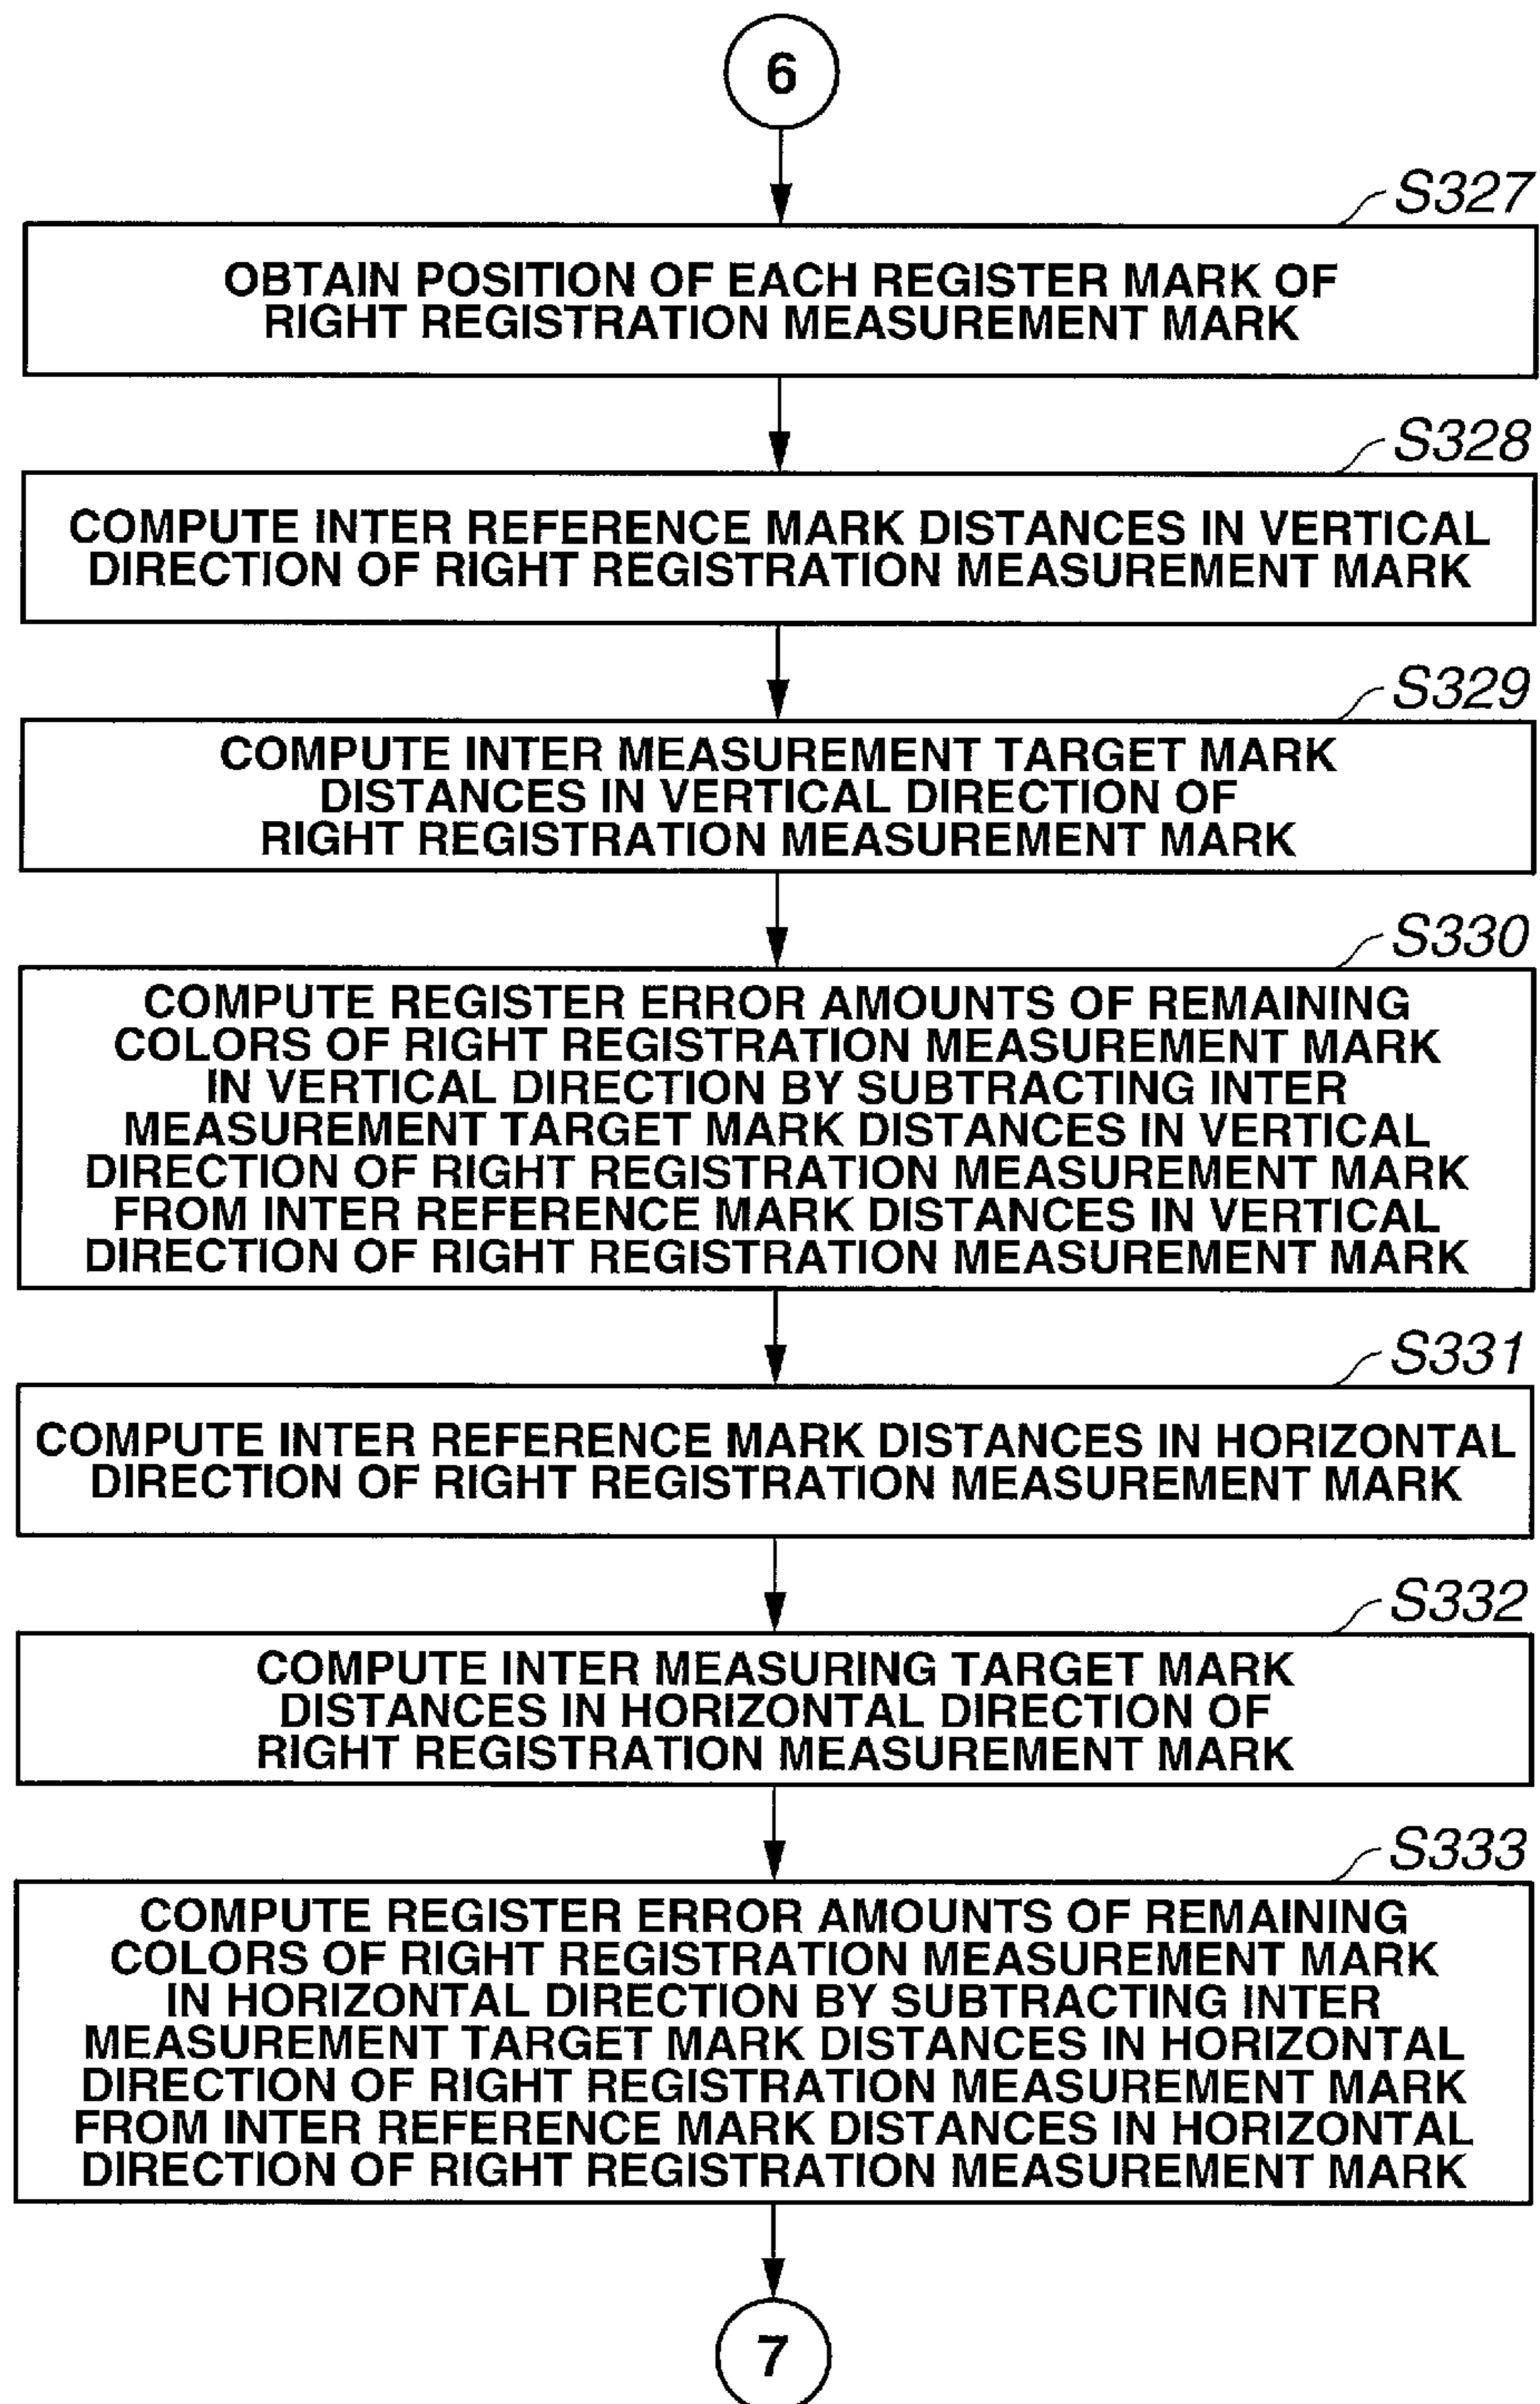 6
S327
OBTAIN POSITION OF EACH REGISTER MARK OF
RIGHT REGISTRATION MEASUREMENT MARK
S328
COMPUTE INTER REFERENCE MARK DISTANCES IN VERTICAL
DIRECTION OF RIGHT REGISTRATION MEASUREMENT MARK
S329
COMPUTE INTER MEASUREMENT TARGET MARK
DISTANCES IN VERTICAL DIRECTION OF
RIGHT REGISTRATION MEASUREMENT MARK
S330
COMPUTE REGISTER ERROR AMOUNTS OF REMAINING
COLORS OF RIGHT REGISTRATION MEASUREMENT MARK
IN VERTICAL DIRECTION BY SUBTRACTING INTER
MEASUREMENT TARGET MARK DISTANCES IN VERTICAL
DIRECTION OF RIGHT REGISTRATION MEASUREMENT MARK
FROM INTER REFERENCE MARK DISTANCES IN VERTICAL
DIRECTION OF RIGHT REGISTRATION MEASUREMENT MARK
S331
COMPUTE INTER REFERENCE MARK DISTANCES IN HORIZONTAL
DIRECTION OF RIGHT REGISTRATION MEASUREMENT MARK
S332
COMPUTE INTER MEASURING TARGET MARK
DISTANCES IN HORIZONTAL DIRECTION OF
RIGHT REGISTRATION MEASUREMENT MARK
S333
COMPUTE REGISTER ERROR AMOUNTS OF REMAINING
COLORS OF RIGHT REGISTRATION MEASUREMENT MARK
IN HORIZONTAL DIRECTION BY SUBTRACTING INTER
MEASUREMENT TARGET MARK DISTANCES IN HORIZONTAL
DIRECTION OF RIGHT REGISTRATION MEASUREMENT MARK
FROM INTER REFERENCE MARK DISTANCES IN HORIZONTAL
DIRECTION OF RIGHT REGISTRATION MEASUREMENT MARK
7